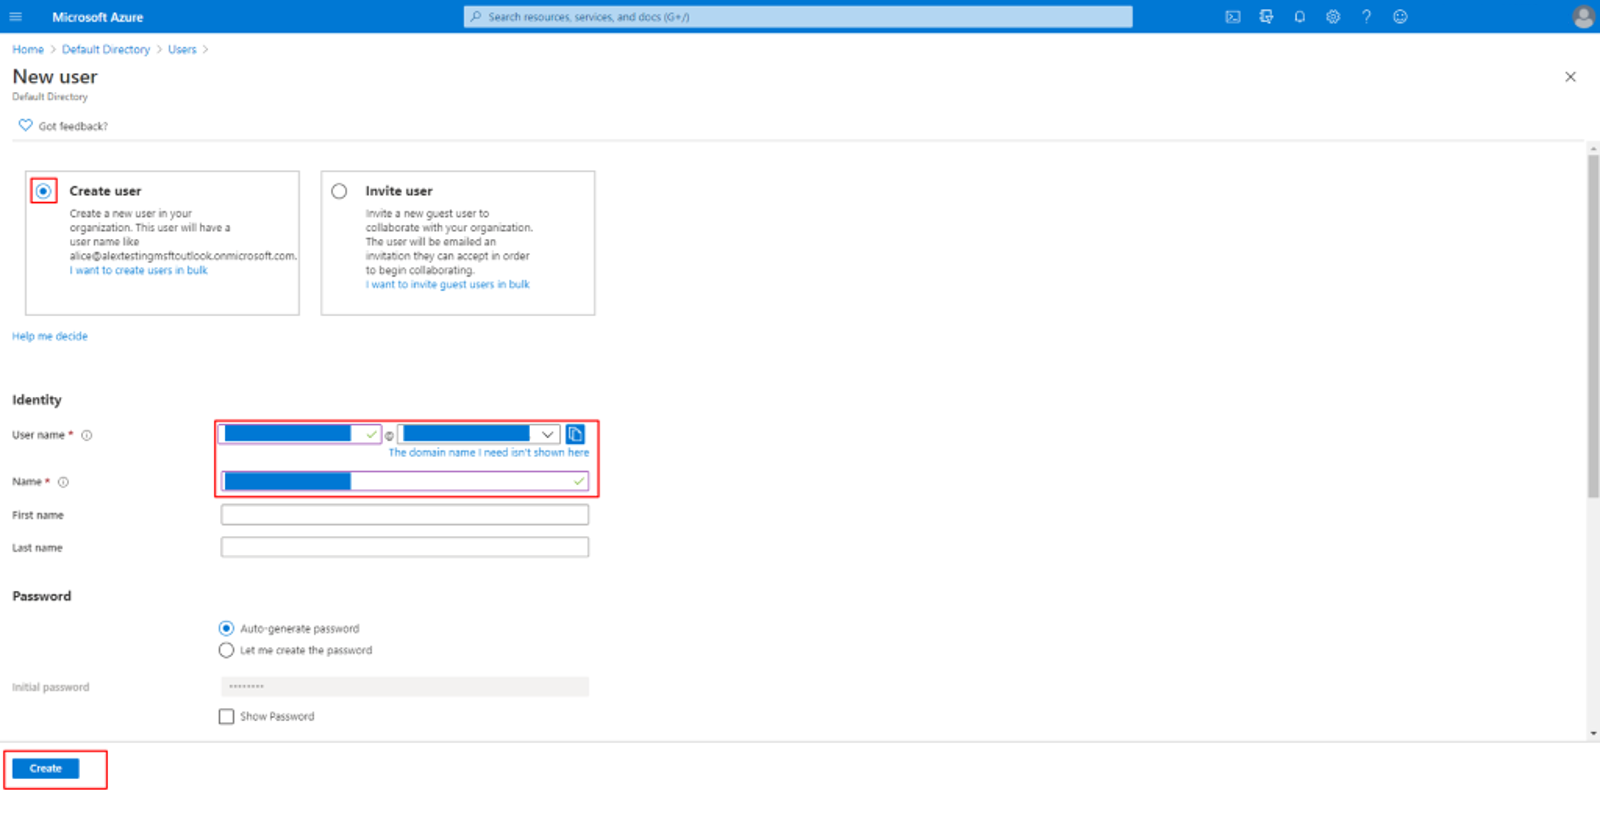 Microsoft Azure
Search resources, services, and docs (G+/)
Home > Default Directory > Users >
New user
Default Directory
Got feedback?
Create user
Create a new user in your
organization. This user will have a
user name like
alice@alextestingmsftoutlook.onmicrosoft.com.
I want to create users in bulk
Invite user
Invite a new guest user to
collaborate with your organization.
The user will be emailed an
invitation they can accept in order
to begin collaborating.
I want to invite guest users in bulk
Help me decide
Identity
User name *
@
The domain name I need isn't shown here
Name *
First name
Last name
Password
Auto-generate password
Let me create the password
Initial password
••••••••
Show Password
Create